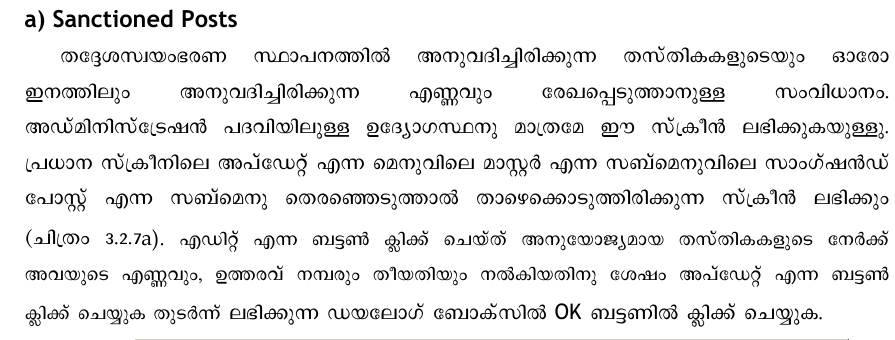 a) Sanctioned Posts
തദ്ദേശസ്വയംഭരണ സ്ഥാപനത്തിൽ അനുവദിച്ചിരിക്കുന്ന തസ്തികകളുടെയും ഓരോ
ഇനത്തിലും അനുവദിച്ചിരിക്കുന്ന എണ്ണവും രേഖപ്പെടുത്താനുള്ള സംവിധാനം.
അഡ്മിനിസ്ട്രേഷൻ പദവിയിലുള്ള ഉദ്യോഗസ്ഥനു മാത്രമേ ഈ സ്ക്രീൻ ലഭിക്കുകയുള്ളു.
പ്രധാന സ്ക്രീനിലെ അപ്ഡേറ്റ് എന്ന മെനുവിലെ മാസ്റ്റർ എന്ന സബ്മെനുവിലെ സാംഗ്ഷൻഡ്
പോസ്റ്റ് എന്ന സബ്മെനു തെരഞ്ഞെടുത്താൽ താഴെക്കൊടുത്തിരിക്കുന്ന സ്ക്രീൻ ലഭിക്കും
(ചിത്രം 3.2.7a). എഡിറ്റ് എന്ന ബട്ടൺ ക്ലിക്ക് ചെയ്ത് അനുയോജ്യമായ തസ്തികകളുടെ നേർക്ക്
അവയുടെ എണ്ണവും, ഉത്തരവ് നമ്പരും തീയതിയും നൽകിയതിനു ശേഷം അപ്ഡേറ്റ് എന്ന ബട്ടൺ
ക്ലിക്ക് ചെയ്യുക തുടർന്ന് ലഭിക്കുന്ന ഡയലോഗ് ബോക്സിൽ OK ബട്ടണിൽ ക്ലിക്ക് ചെയ്യുക.